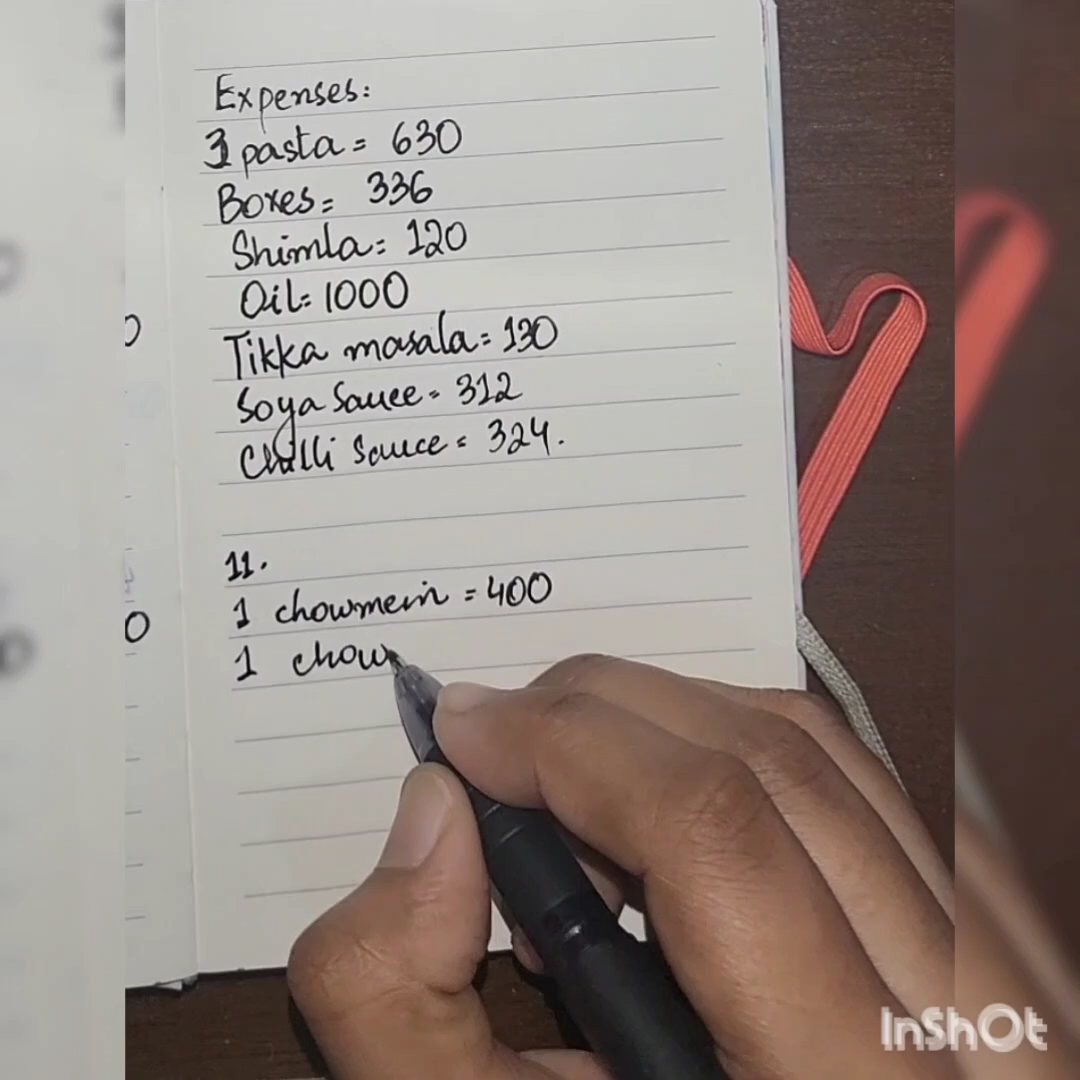 Expenses:
3 pasta = 630
Boxes = 336
Shimla = 120
Oil = 1000
Tikka masala = 130
Soya Sauce = 312
Chilli Sauce = 324.
11.
1 chowmein = 400
1 chow
InShOt